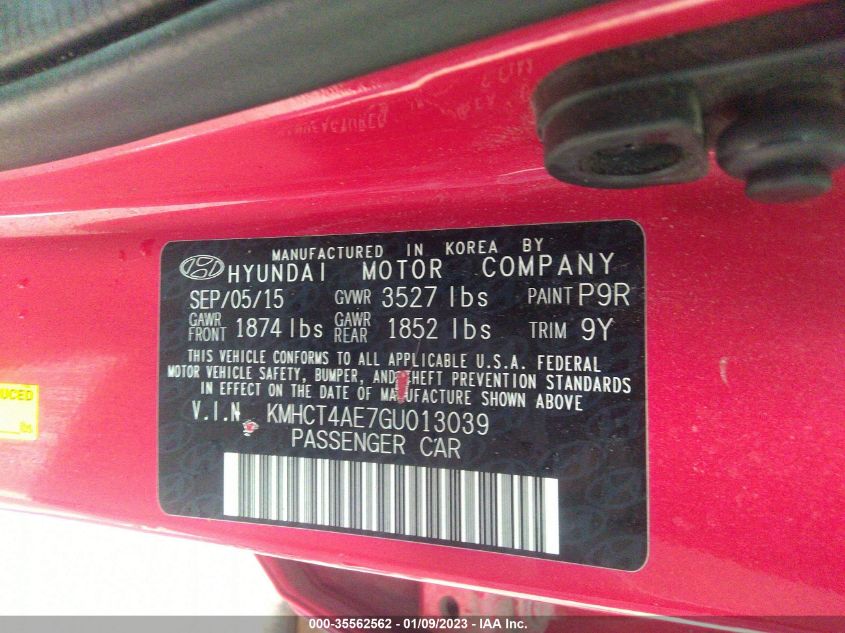 MANUFACTURED IN KOREA BY
HYUNDAI MOTOR COMPANY
SEP/05/15 GVWR 3527 lbs PAINT P9R
GAWR FRONT 1874 lbs GAWR REAR 1852 lbs TRIM 9Y
THIS VEHICLE CONFORMS TO ALL APPLICABLE U.S.A. FEDERAL
MOTOR VEHICLE SAFETY, BUMPER, AND THEFT PREVENTION STANDARDS
IN EFFECT ON THE DATE OF MANUFACTURE SHOWN ABOVE.
V.I.N. KMHCT4AE7GU013039
PASSENGER CAR
000-35562562 - 01/09/2023 - IAA Inc.